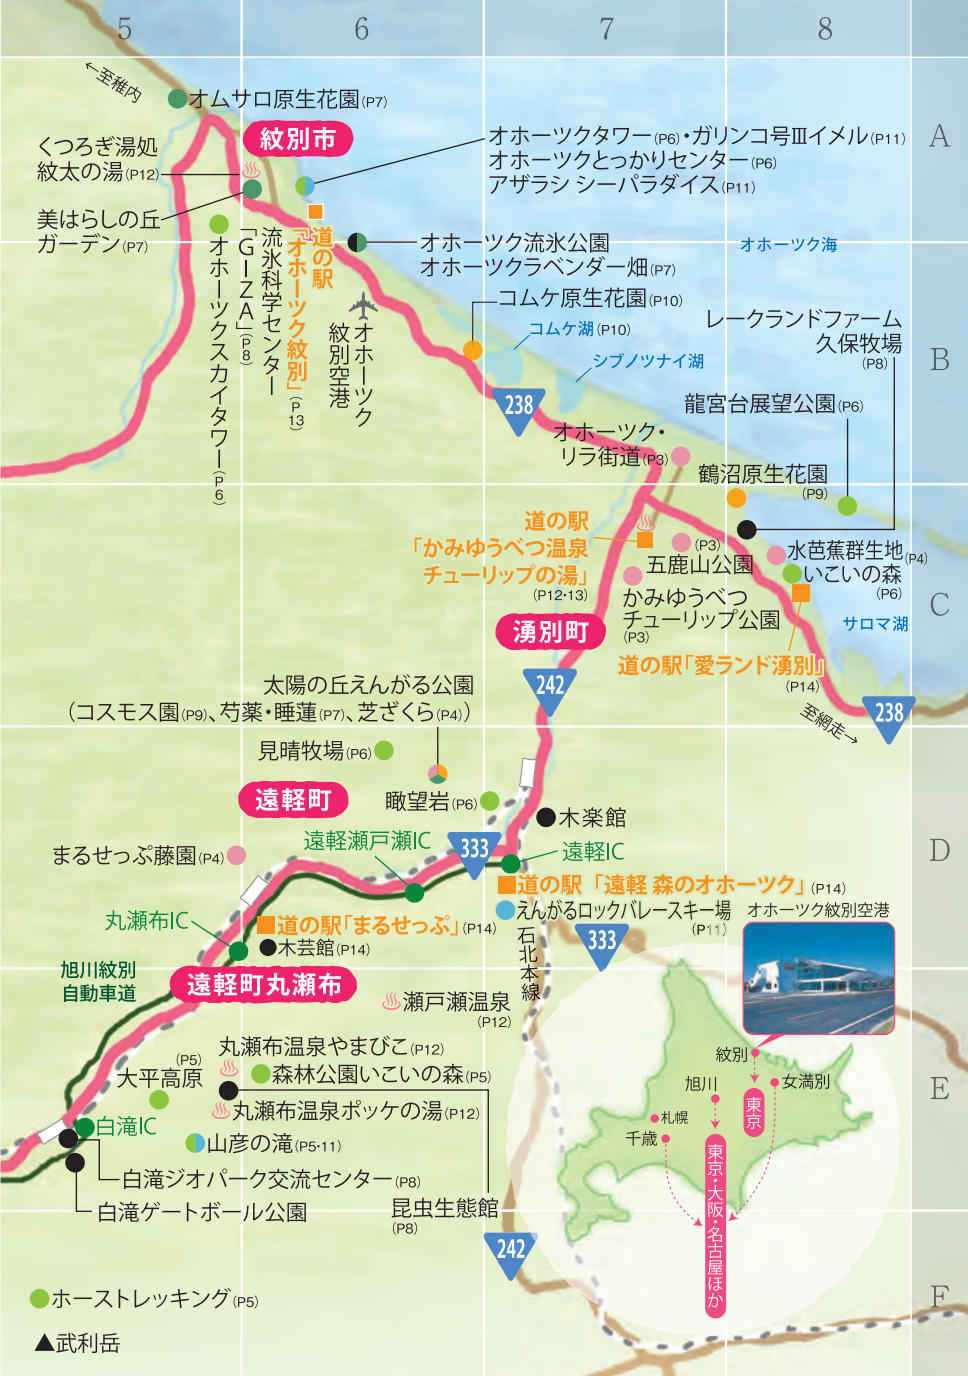 5
6
7
8
A
B
C
D
E
F
←至稚内
オムサロ原生花園(P7)
紋別市
くつろぎ湯処
紋太の湯(P12)
美はらしの丘
ガーデン(P7)
オホーツクタワー(P6)・ガリンコ号Ⅲイメル(P11)
オホーツクとっかりセンター(P6)
アザラシ シーパラダイス(P11)
オホーツク流氷公園
オホーツクラベンダー畑(P7)
オホーツク海
道の駅
「オホーツク紋別」(P13)
流氷科学センター
「GIZA」(P8)
オホーツクスカイタワー(P6)
オホーツク
紋別空港
コムケ原生花園(P10)
コムケ湖(P10)
シブノツナイ湖
レークランドファーム
久保牧場
(P8)
龍宮台展望公園(P6)
238
オホーツク・
リラ街道(P3)
鶴沼原生花園
(P9)
道の駅
「かみゆうべつ温泉
チューリップの湯」
(P12・13)
(P3)
五鹿山公園
かみゆうべつ
チューリップ公園
(P3)
水芭蕉群生地(P4)
いこいの森
(P6)
サロマ湖
湧別町
道の駅「愛ランド湧別」
(P14)
242
238
至網走→
太陽の丘えんがる公園
(コスモス園(P9)、芍薬・睡蓮(P7)、芝ざくら(P4))
見晴牧場(P6)
遠軽町
瞰望岩(P6)
木楽館
遠軽瀬戸瀬IC
333
遠軽IC
まるせっぷ藤園(P4)
道の駅「遠軽 森のオホーツク」(P14)
えんがるロックバレースキー場
(P11)
オホーツク紋別空港
丸瀬布IC
道の駅「まるせっぷ」(P14)
木芸館(P14)
333
石北本線
旭川紋別
自動車道
遠軽町丸瀬布
瀬戸瀬温泉
(P12)
丸瀬布温泉やまびこ(P12)
森林公園いこいの森(P5)
丸瀬布温泉ポッケの湯(P12)
(P5)
大平高原
白滝IC
山彦の滝(P5・11)
白滝ジオパーク交流センター(P8)
白滝ゲートボール公園
昆虫生態館
(P8)
242
紋別
旭川
女満別
札幌
千歳
東京
東京・大阪・名古屋ほか
ホーストレッキング(P5)
▲武利岳